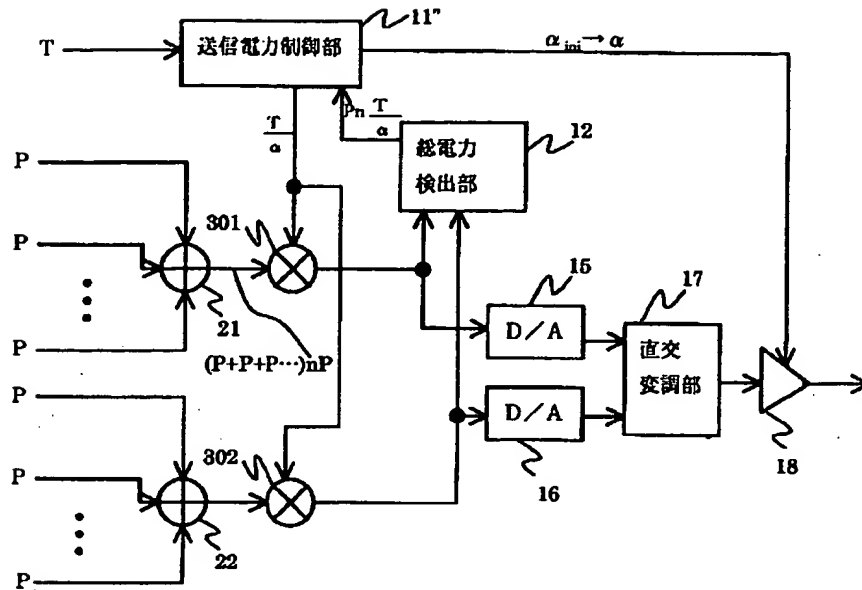 11"
T
送信電力制御部
α ini → α
T/α
Pn T/α
総電力
検出部
12
P
P
P
301
21
(P+P+P…)nP
15
D/A
17
直交
変調部
18
D/A
16
P
P
P
302
22